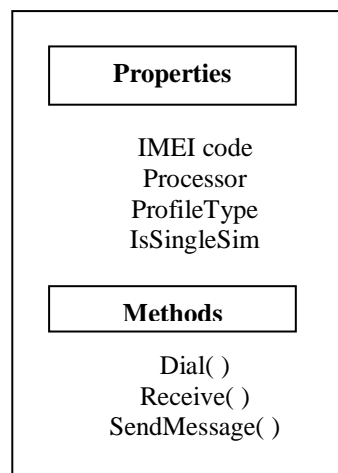 Properties
IMEI code
Processor
ProfileType
IsSingleSim
Methods
Dial( )
Receive( )
SendMessage( )